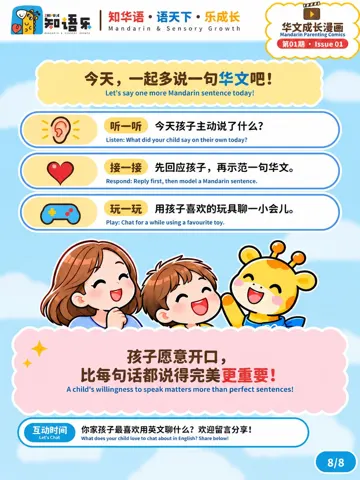 知语乐
知华语·语天下·乐成长
Mandarin & Sensory Growth
华文成长漫画
Mandarin Parenting Comics
第01期 · Issue 01
今天，一起多说一句华文吧！
Let's say one more Mandarin sentence today!
听一听
今天孩子主动说了什么？
Listen: What did your child say on their own today?
接一接
先回应孩子，再示范一句华文。
Respond: Reply first, then model a Mandarin sentence.
玩一玩
用孩子喜欢的玩具聊一小会儿。
Play: Chat for a while using a favourite toy.
孩子愿意开口，
比每句话都说得完美更重要！
A child's willingness to speak matters more than perfect sentences!
互动时间
Let's Chat
你家孩子最喜欢用英文聊什么？欢迎留言分享！
What does your child love to chat about in English? Share below!
8/8